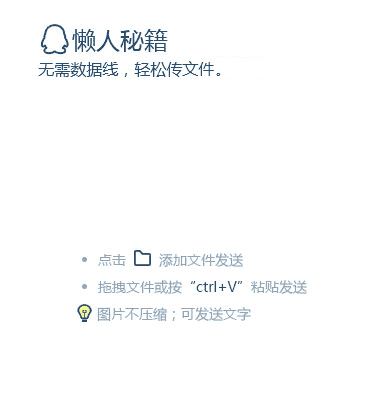 懒人秘籍
无需数据线，轻松传文件。
点击 添加文件发送
拖拽文件或按“ctrl+V”粘贴发送
图片不压缩；可发送文字